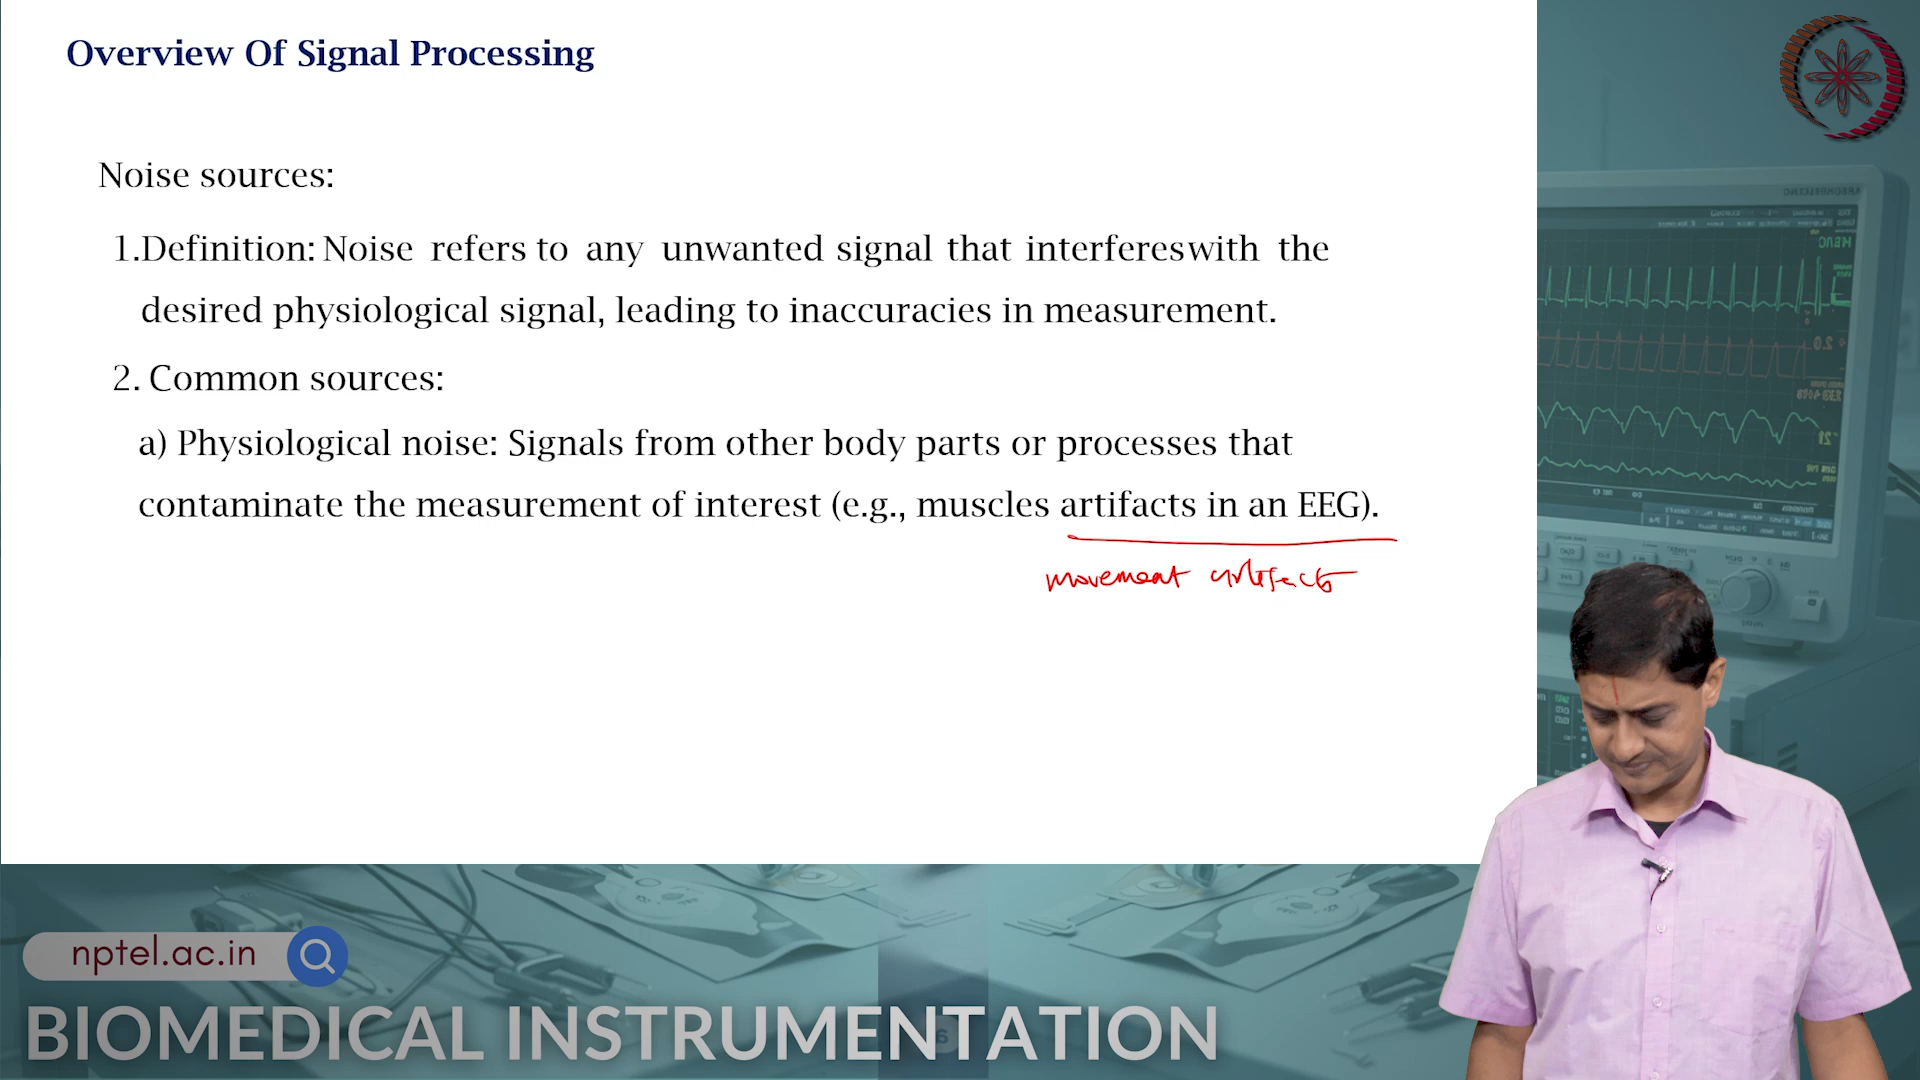 Overview Of Signal Processing
Noise sources:
1.Definition: Noise refers to any unwanted signal that interfereswith the
desired physiological signal, leading to inaccuracies in measurement.
2. Common sources:
a) Physiological noise: Signals from other body parts or processes that
contaminate the measurement of interest (e.g., muscles artifacts in an EEG).
movement artifacts
nptel.ac.in
BIOMEDICAL INSTRUMENTATION